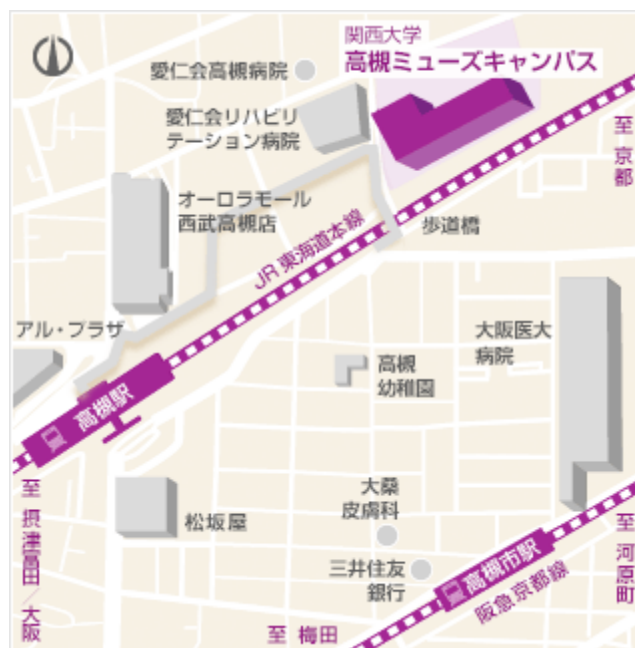 関西大学
高槻ミューズキャンパス
愛仁会高槻病院
愛仁会リハビリ
テーション病院
至 京都
オーロラモール
西武高槻店
JR東海道本線
歩道橋
アル・プラザ
大阪医大
病院
高槻
幼稚園
高槻駅
至 摂津富田/大阪
松坂屋
大桑
皮膚科
三井住友
銀行
高槻市駅
阪急京都線
至 河原町
至 梅田